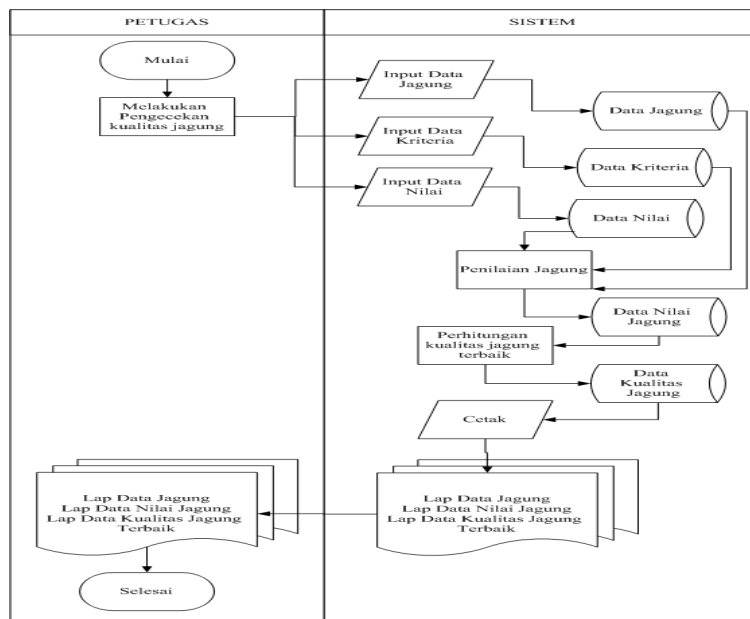 PETUGAS
SISTEM
Mulai
Melakukan
Pengecekan
kualitas jagung
Input Data
Jagung
Data Jagung
Input Data
Kriteria
Data Kriteria
Input Data
Nilai
Data Nilai
Penilaian Jagung
Data Nilai
Jagung
Perhitungan
kualitas jagung
terbaik
Data
Kualitas
Jagung
Cetak
Lap Data Jagung
Lap Data Nilai Jagung
Lap Data Kualitas Jagung
Terbaik
Lap Data Jagung
Lap Data Nilai Jagung
Lap Data Kualitas Jagung
Terbaik
Selesai